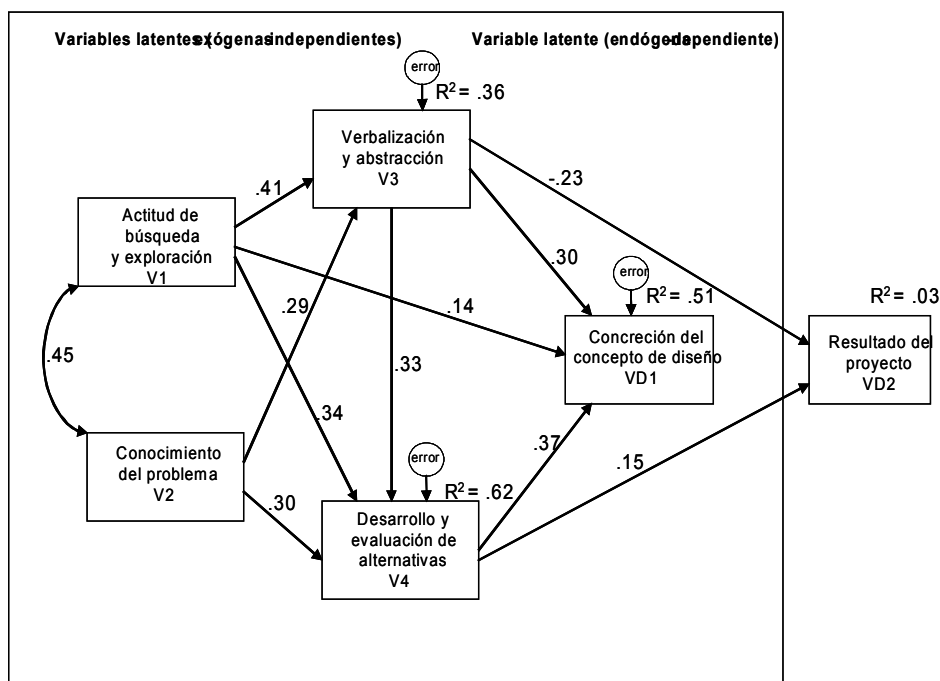 Variables latentes (exógenas-independientes)
Variable latente (endógena-dependiente)
error
R² = .36
Verbalización
y abstracción
V3
.41
-.23
Actitud de
búsqueda
y exploración
V1
.30
error
R² = .51
R² = .03
.29
.14
Concreción del
concepto de diseño
VD1
Resultado del
proyecto
VD2
.45
.33
.34
Conocimiento
del problema
V2
.37
error
.15
R² = .62
.30
Desarrollo y
evaluación de
alternativas
V4